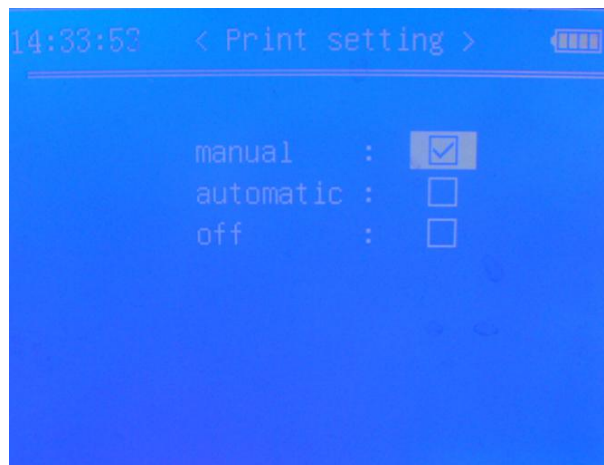 14:33:53 < Print setting >
manual :
automatic :
off :